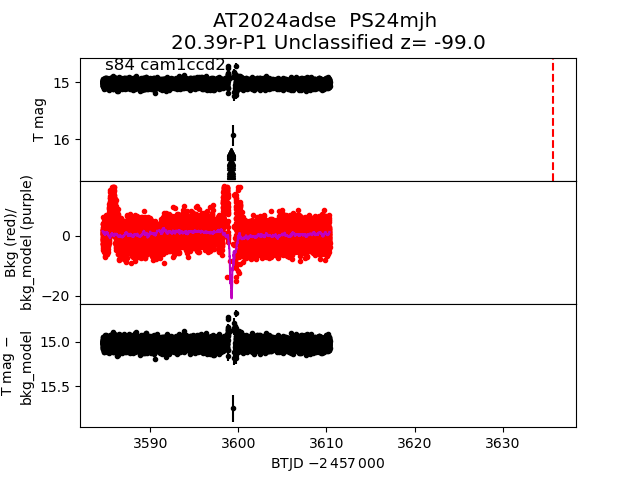 AT2024adse  PS24mjh
20.39r-P1 Unclassified z= -99.0
s84 cam1ccd2
T mag
15
16
Bkg (red)/
bkg_model (purple)
0
−20
T mag −
bkg_model
15.0
15.5
3590 3600 3610 3620 3630
BTJD −2 457 000